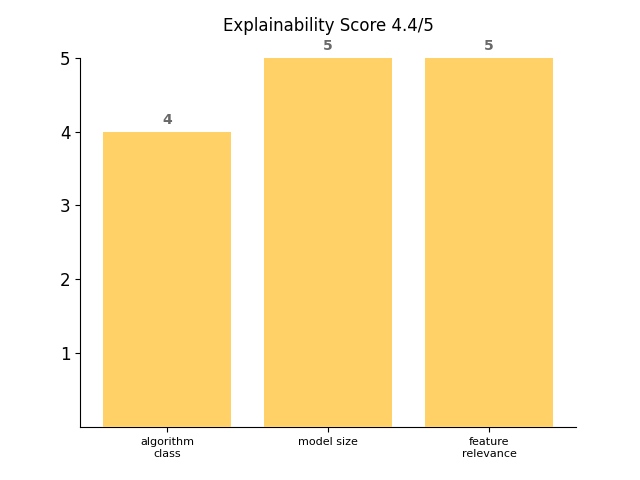 Explainability Score 4.4/5
5
5
5
4
4
3
2
1
algorithm
class
model size
feature
relevance